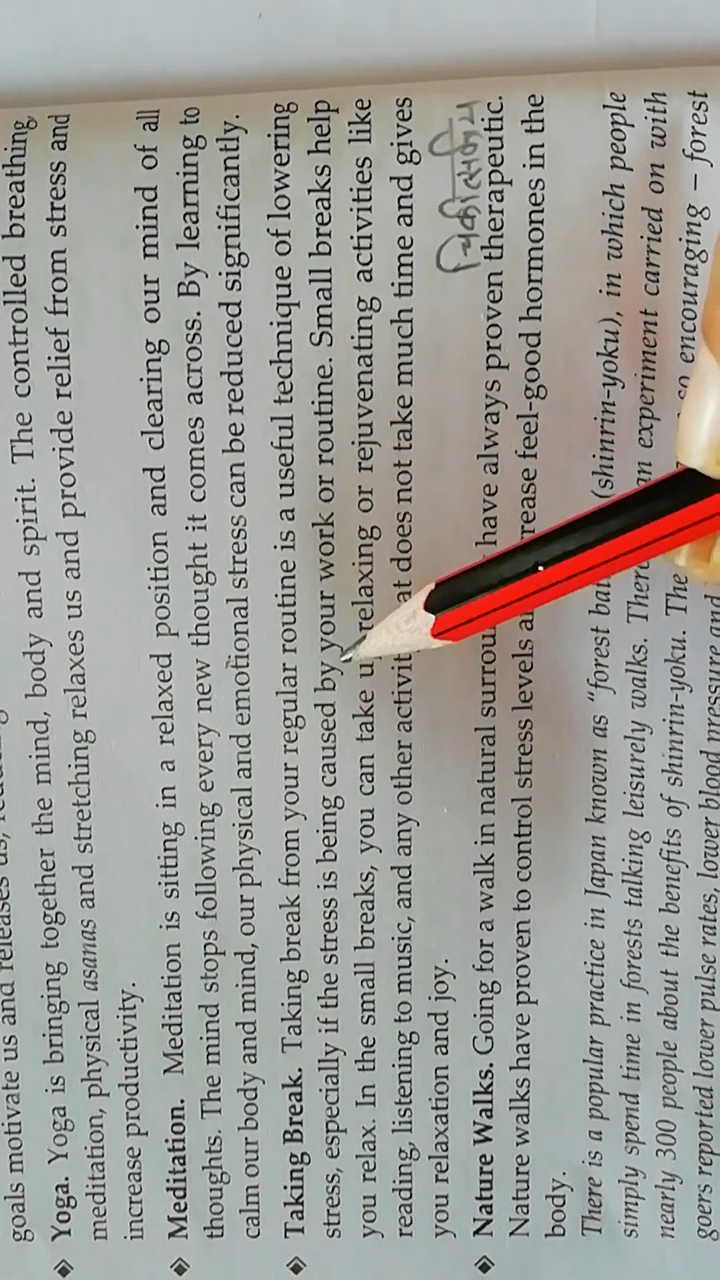 goals motivate us and releases us,
❖ Yoga. Yoga is bringing together the mind, body and spirit. The controlled breathing,
meditation, physical asanas and stretching relaxes us and provide relief from stress and
increase productivity.
❖ Meditation. Meditation is sitting in a relaxed position and clearing our mind of all
thoughts. The mind stops following every new thought it comes across. By learning to
calm our body and mind, our physical and emotional stress can be reduced significantly.
❖ Taking Break. Taking break from your regular routine is a useful technique of lowering
stress, especially if the stress is being caused by your work or routine. Small breaks help
you relax. In the small breaks, you can take relaxing or rejuvenating activities like
reading, listening to music, and any other does not take much time and gives
you relaxation and joy.
चिकीत्सकिय
❖ Nature Walks. Going for a walk in natural have always proven therapeutic.
Nature walks have proven to control stress levels feel-good hormones in the
body.
There is a popular practice in Japan known as "forest (shinrin-yoku), in which people
simply spend time in forests talking leisurely walks. an experiment carried on with
nearly 300 people about the benefits of shinrin-yoku. The so encouraging – forest
goers reported lower pulse rates, lower blood pressure and